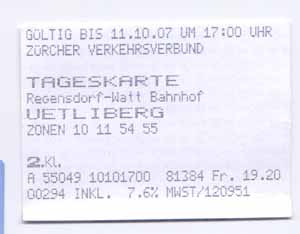 GÜLTIG BIS 11.10.07 UM 17:00 UHR
ZÜRCHER VERKEHRSVERBUND
TAGESKARTE
Regensdorf-Watt Bahnhof
UETLIBERG
ZONEN 10 11 54 55
2.Kl.
A 55049 10101700 81384 Fr. 19.20
00294 INKL. 7.6% MWST/120951